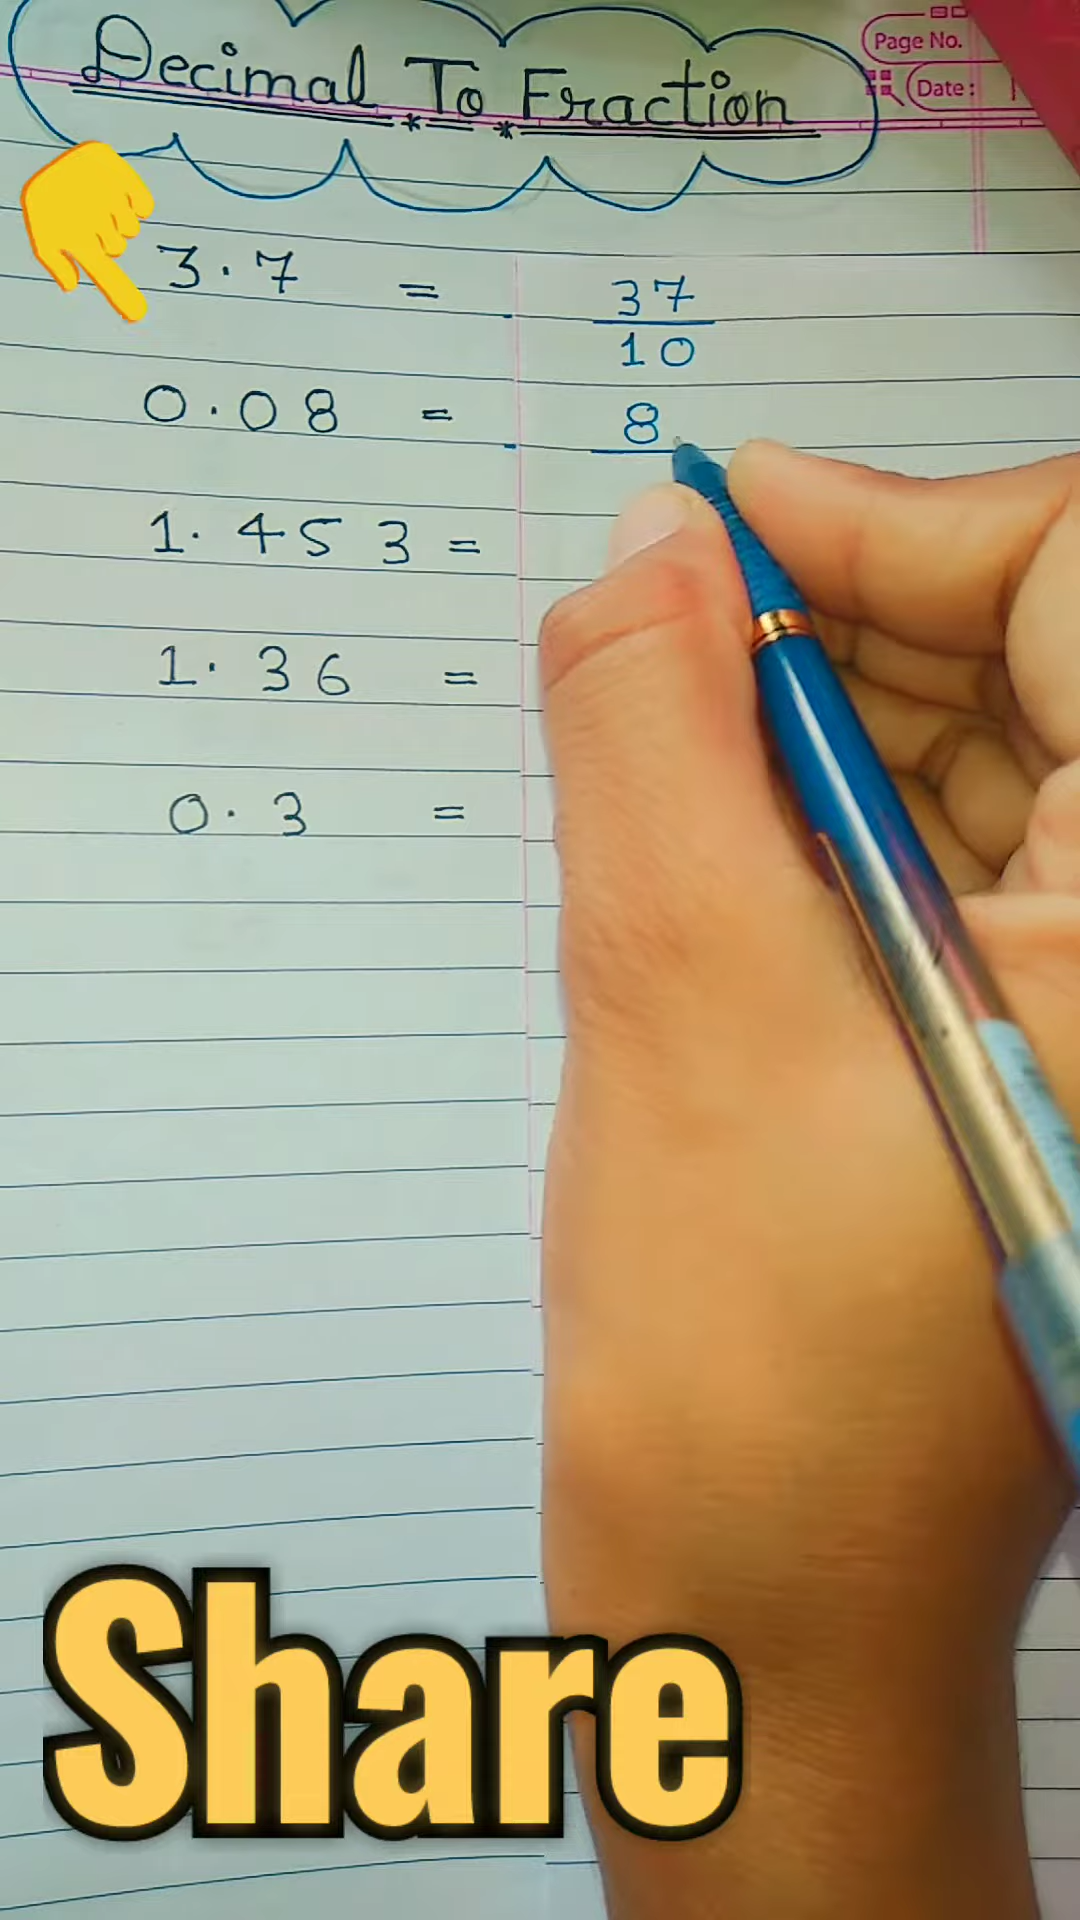 Page No.
Date:
Decimal To Fraction
3.7 = 37/10
0.08 = 8
1.453 =
1.36 =
0.3 =
Share